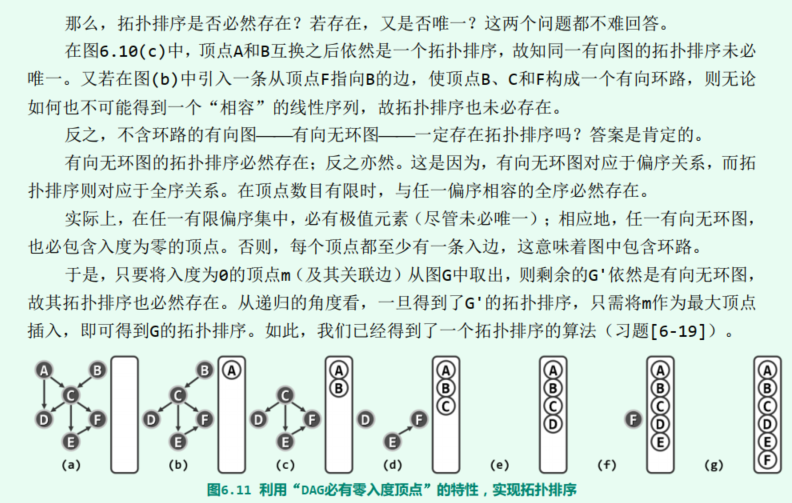 那么，拓扑排序是否必然存在？若存在，又是否唯一？这两个问题都不难回答。
在图6.10(c)中，顶点A和B互换之后依然是一个拓扑排序，故知同一有向图的拓扑排序未必
唯一。又若在图(b)中引入一条从顶点F指向B的边，使顶点B、C和F构成一个有向环路，则无论
如何也不可能得到一个“相容”的线性序列，故拓扑排序也未必存在。
反之，不含环路的有向图——有向无环图——一定存在拓扑排序吗？答案是肯定的。
有向无环图的拓扑排序必然存在；反之亦然。这是因为，有向无环图对应于偏序关系，而拓
扑排序则对应于全序关系。在顶点数目有限时，与任一偏序相容的全序必然存在。
实际上，在任一有限偏序集中，必有极值元素（尽管未必唯一）；相应地，任一有向无环图，
也必包含入度为零的顶点。否则，每个顶点都至少有一条入边，这意味着图中包含环路。
于是，只要将入度为0的顶点m（及其关联边）从图G中取出，则剩余的G'依然是有向无环图，
故其拓扑排序也必然存在。从递归的角度看，一旦得到了G'的拓扑排序，只需将m作为最大顶点
插入，即可得到G的拓扑排序。如此，我们已经得到了一个拓扑排序的算法（习题[6-19]）。
A B C D F E
(a)
B A C D F E
(b)
C A B D F E
(c)
D F E A B C
(d)
F E A B C D
(e)
F A B C D E
(f)
A B C D E F
(g)
图6.11 利用“DAG必有零入度顶点”的特性，实现拓扑排序